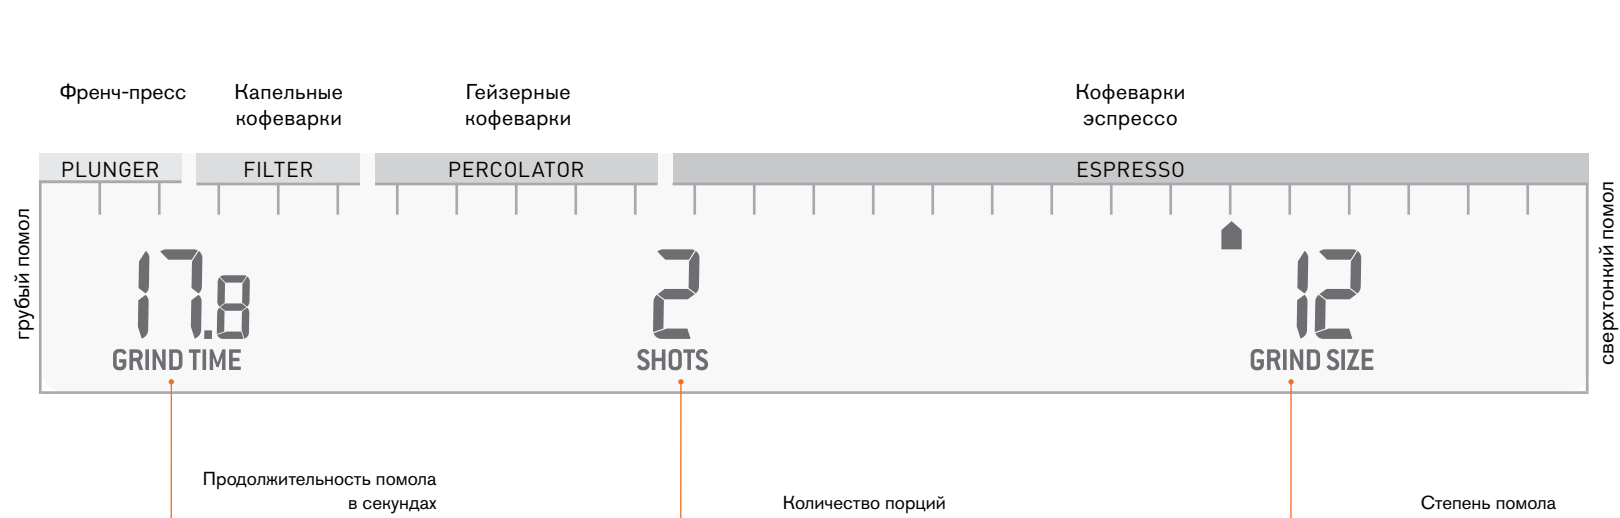 Френч-пресс
Капельные
кофеварки
Гейзерные
кофеварки
Кофеварки
эспрессо
PLUNGER
FILTER
PERCOLATOR
ESPRESSO
грубый помол
сверхтонкий помол
17.8
GRIND TIME
2
SHOTS
12
GRIND SIZE
Продолжительность помола
в секундах
Количество порций
Степень помола